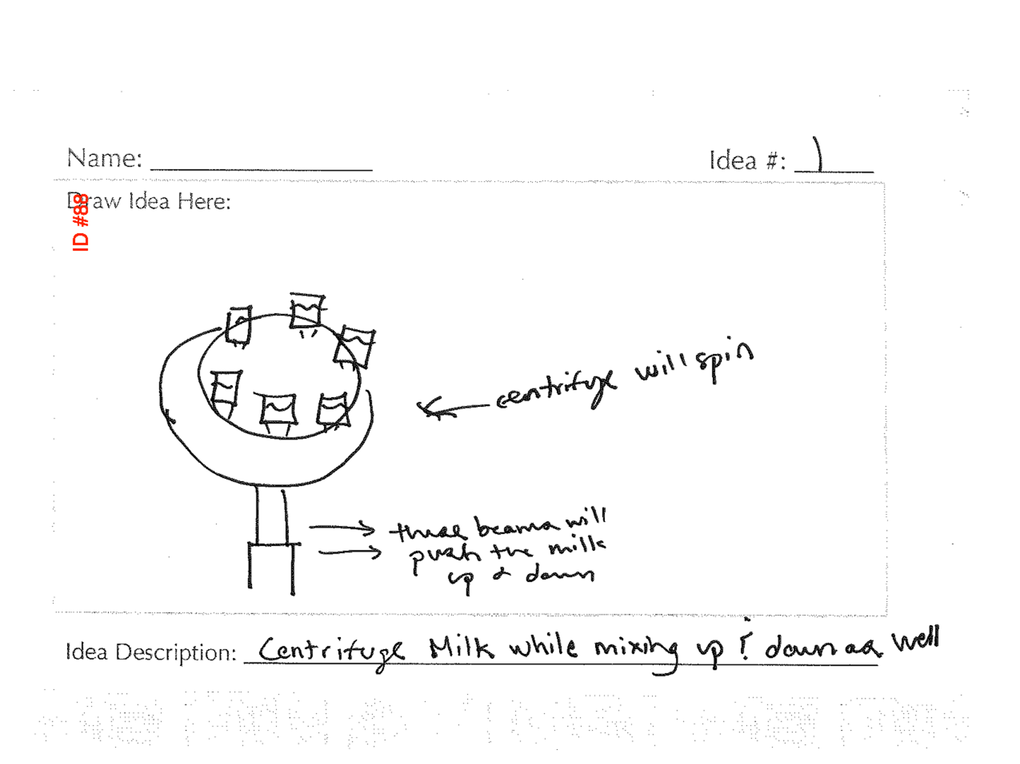 Name:
Idea #: 1
Draw Idea Here:
ID #88
centrifuge will spin
these beams will
push the milk
up & down
Idea Description: Centrifuge Milk while mixing up & down as well